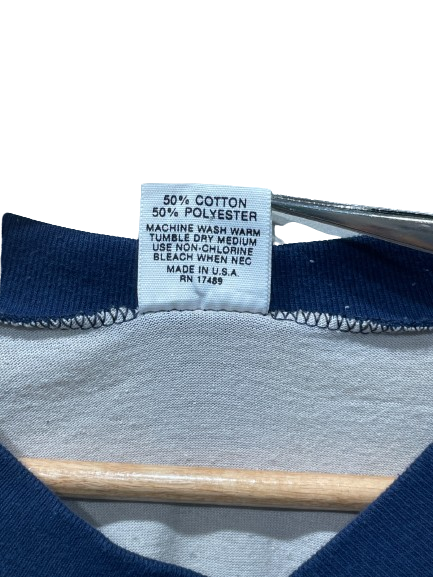 50% COTTON
50% POLYESTER
MACHINE WASH WARM
TUMBLE DRY MEDIUM
USE NON-CHLORINE
BLEACH WHEN NEC
MADE IN U.S.A.
RN 17489